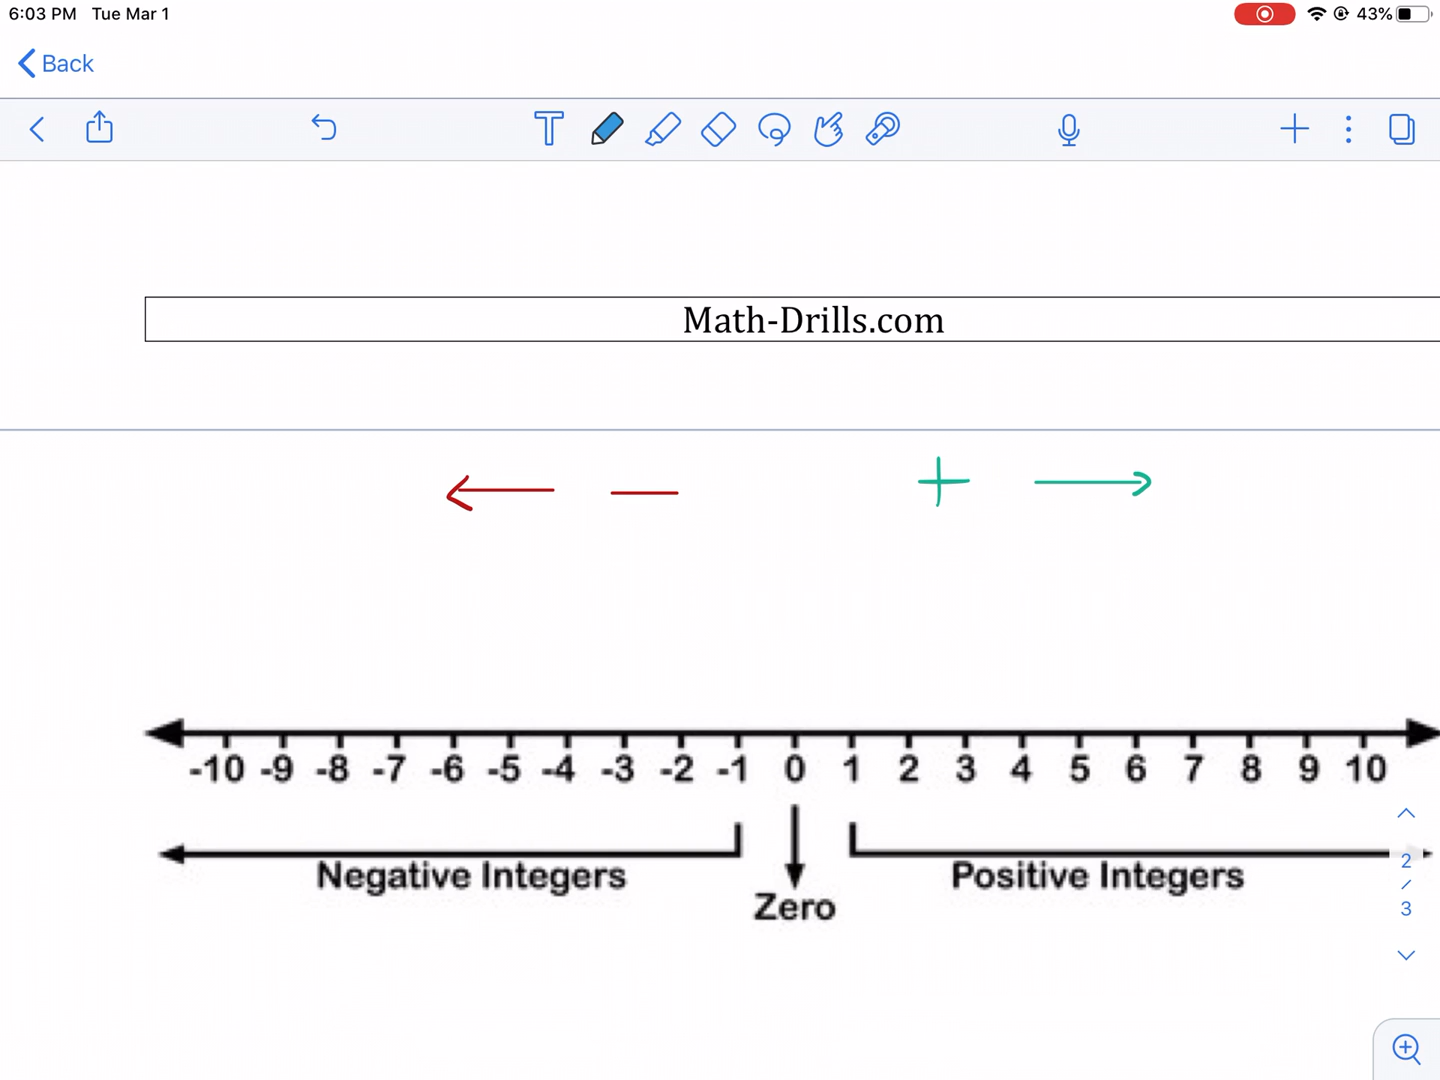 6:03 PM Tue Mar 1 43%
Back
Math-Drills.com
← — + →
-10 -9 -8 -7 -6 -5 -4 -3 -2 -1 0 1 2 3 4 5 6 7 8 9 10
Negative Integers Zero Positive Integers
2
/
3